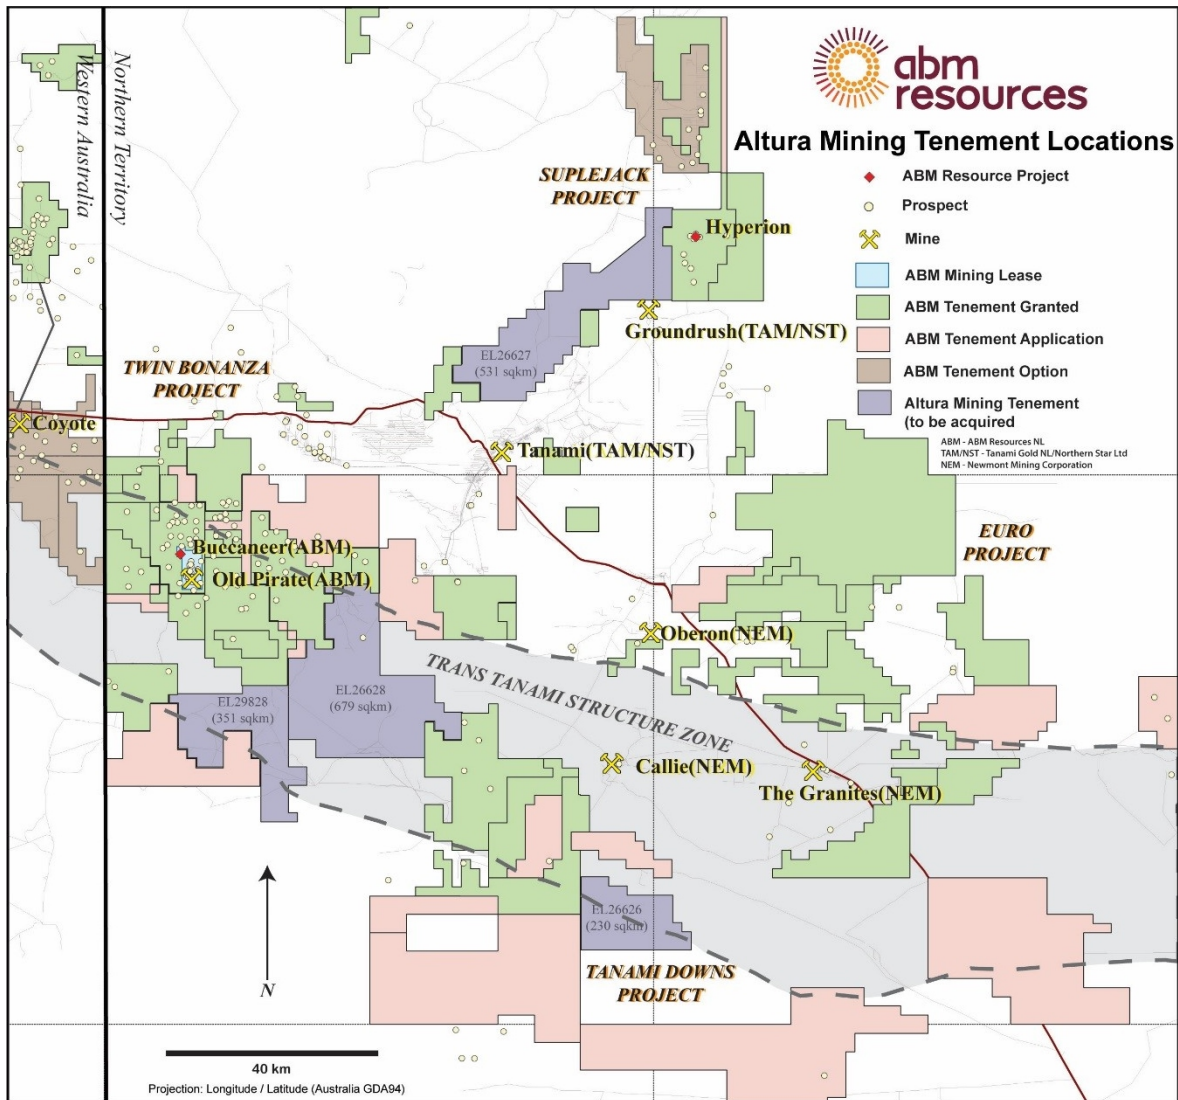 abm
resources
Altura Mining Tenement Locations
ABM Resource Project
Prospect
Mine
ABM Mining Lease
ABM Tenement Granted
ABM Tenement Application
ABM Tenement Option
Altura Mining Tenement
(to be acquired
ABM - ABM Resources NL
TAM/NST - Tanami Gold NL/Northern Star Ltd
NEM - Newmont Mining Corporation
Western Australia
Northern Territory
SUPLEJACK
PROJECT
Hyperion
Groundrush(TAM/NST)
EL26627
(531 sqkm)
TWIN BONANZA
PROJECT
Coyote
Tanami(TAM/NST)
EURO
PROJECT
Buccaneer(ABM)
Old Pirate(ABM)
Oberon(NEM)
TRANS TANAMI STRUCTURE ZONE
EL26628
(679 sqkm)
EL29828
(351 sqkm)
Callie(NEM)
The Granites(NEM)
EL26626
(230 sqkm)
TANAMI DOWNS
PROJECT
N
40 km
Projection: Longitude / Latitude (Australia GDA94)